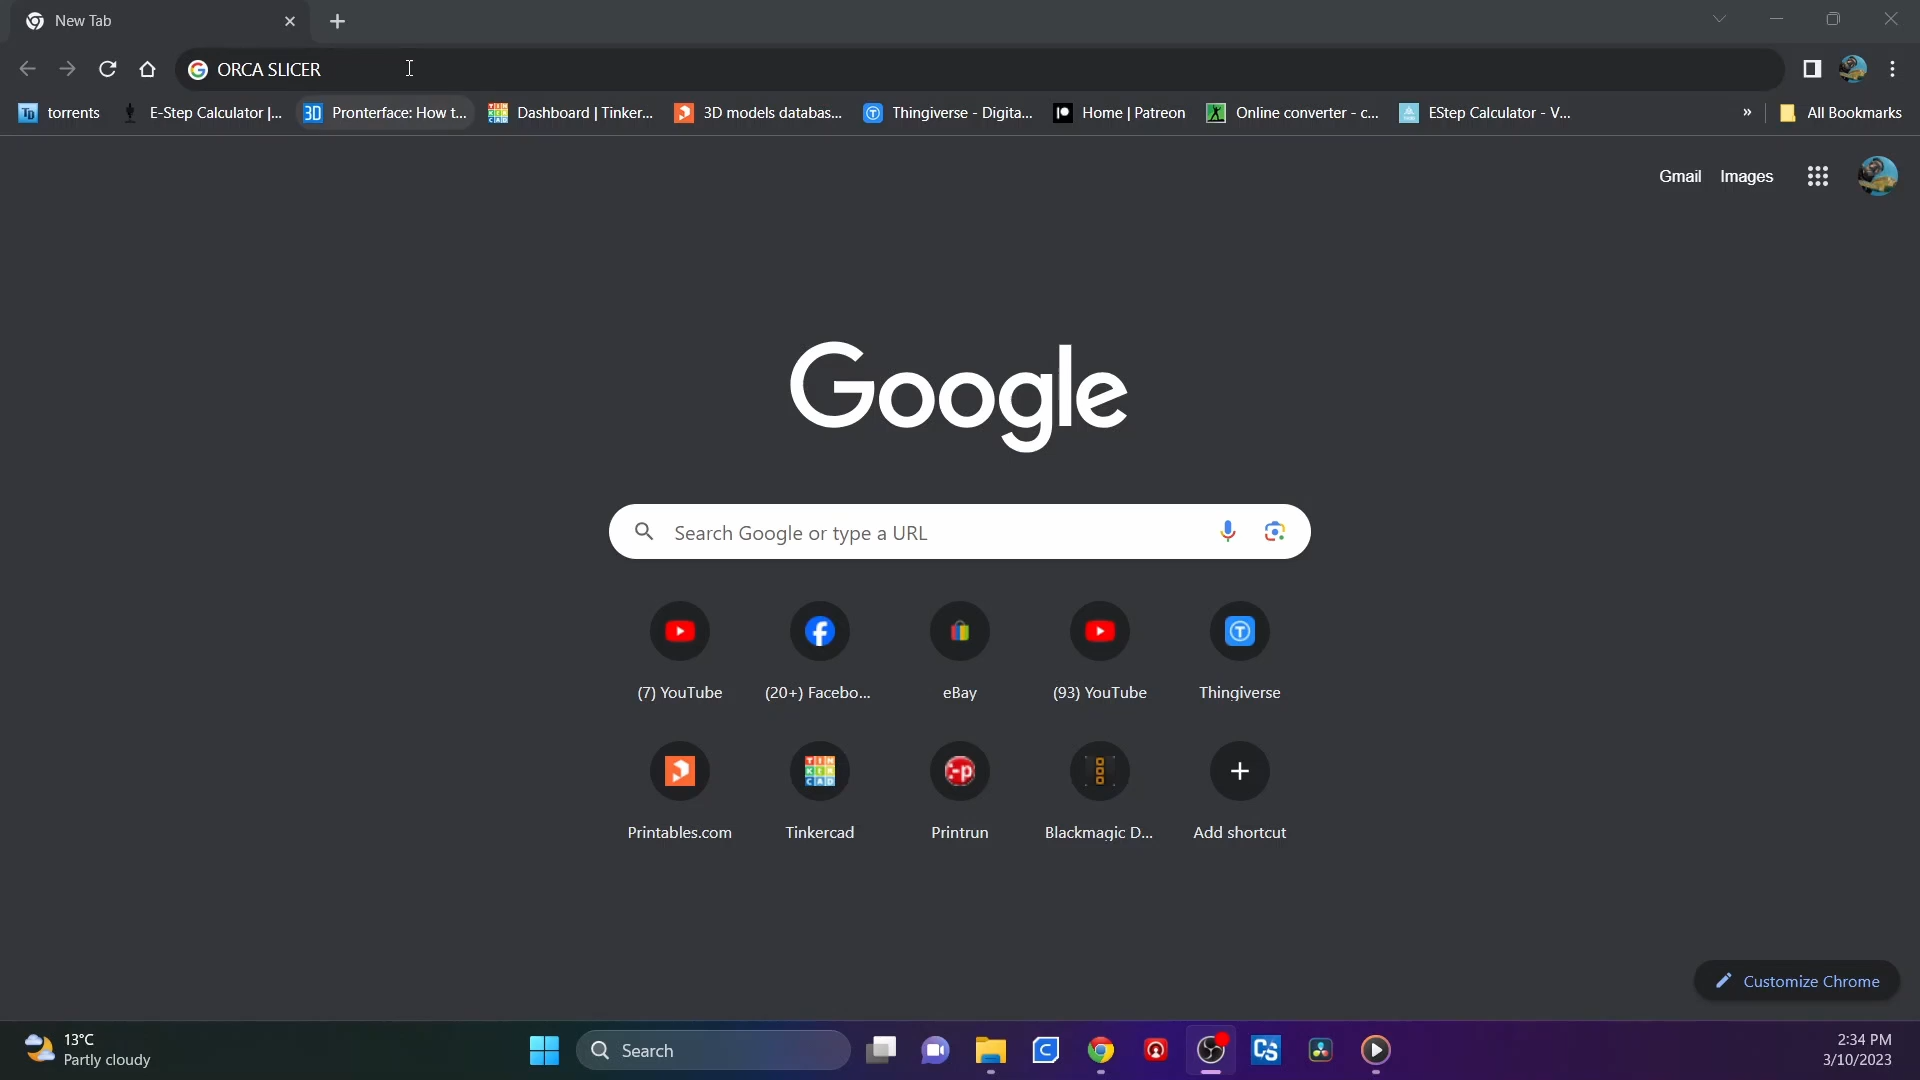 New Tab
ORCA SLICER
torrents E-Step Calculator |... 3D Pronterface: How t... Dashboard | Tinker... 3D models databas... Thingiverse - Digita... Home | Patreon Online converter - c... EStep Calculator - V... » All Bookmarks
Gmail Images
Google
Search Google or type a URL
(7) YouTube (20+) Facebo... eBay (93) YouTube Thingiverse
Printables.com Tinkercad Printrun Blackmagic D... Add shortcut
Customize Chrome
13°C
Partly cloudy
Search
2:34 PM
3/10/2023